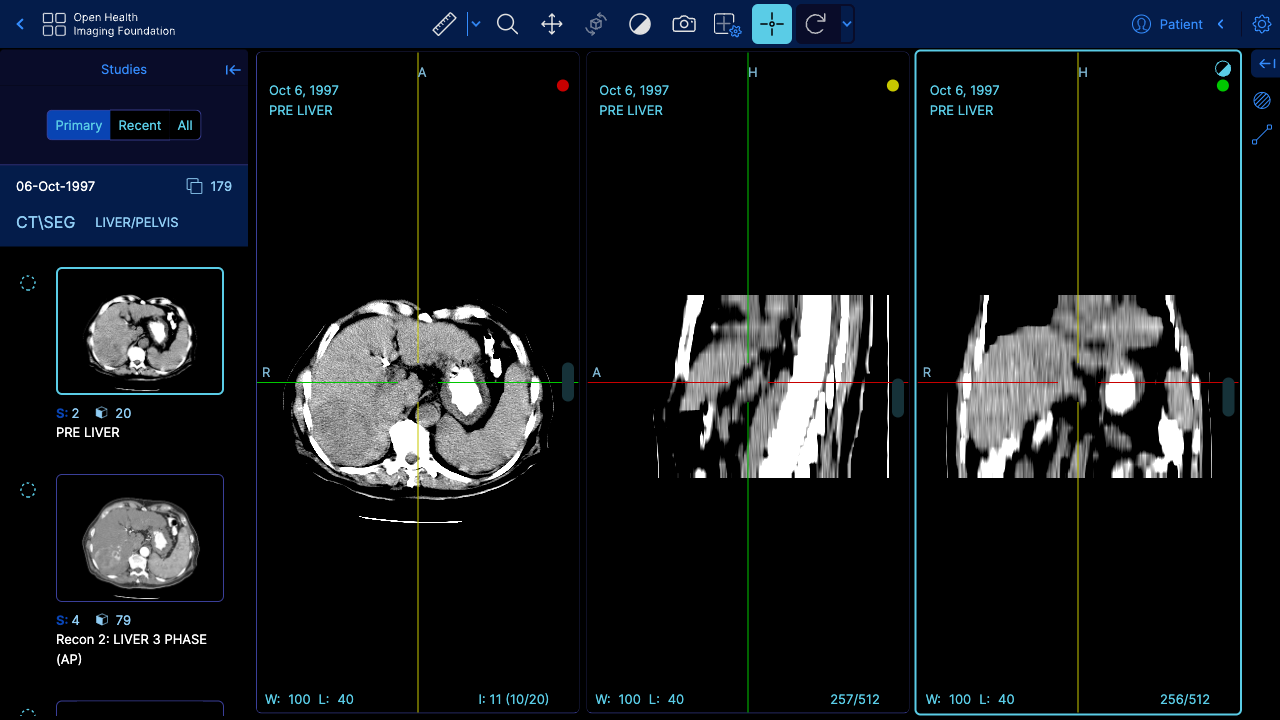 Open Health
Imaging Foundation
Patient
Studies
Primary Recent All
06-Oct-1997 179
CT\SEG LIVER/PELVIS
S: 2 20
PRE LIVER
S: 4 79
Recon 2: LIVER 3 PHASE
(AP)
A
Oct 6, 1997
PRE LIVER
R
W: 100 L: 40 I: 11 (10/20)
H
Oct 6, 1997
PRE LIVER
A
W: 100 L: 40 257/512
H
Oct 6, 1997
PRE LIVER
R
W: 100 L: 40 256/512